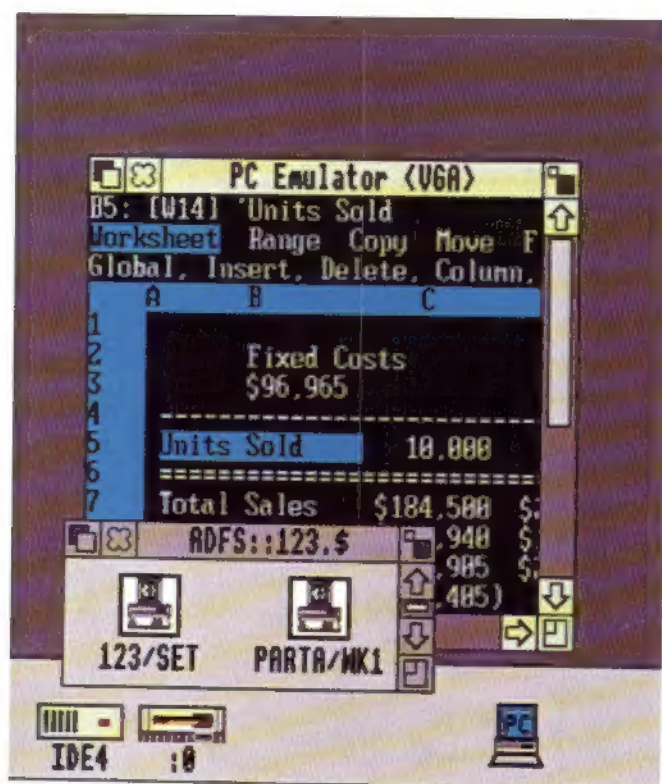 PC Emulator <VGA>
B5: [W14] 'Units Sold
Worksheet Range Copy Move F
Global, Insert, Delete, Column,
A B C
1
2 Fixed Costs
3 $96,965
4
5 Units Sold 10,000
6
7 Total Sales $184,500 $
,940 $
,905 $
,485)
ADFS::123.$
123/SET PARTA/WK1
IDE4 :0
PC